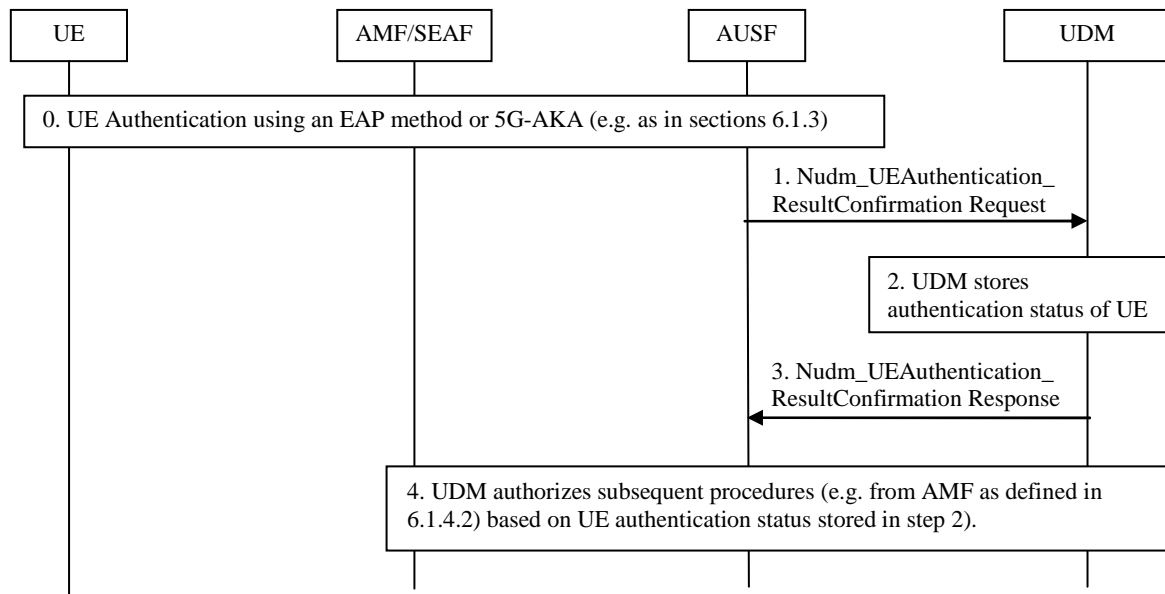 UE
AMF/SEAF
AUSF
UDM
0. UE Authentication using an EAP method or 5G-AKA (e.g. as in sections 6.1.3)
1. Nudm_UEAuthentication_
ResultConfirmation Request
2. UDM stores
authentication status of UE
3. Nudm_UEAuthentication_
ResultConfirmation Response
4. UDM authorizes subsequent procedures (e.g. from AMF as defined in
6.1.4.2) based on UE authentication status stored in step 2).